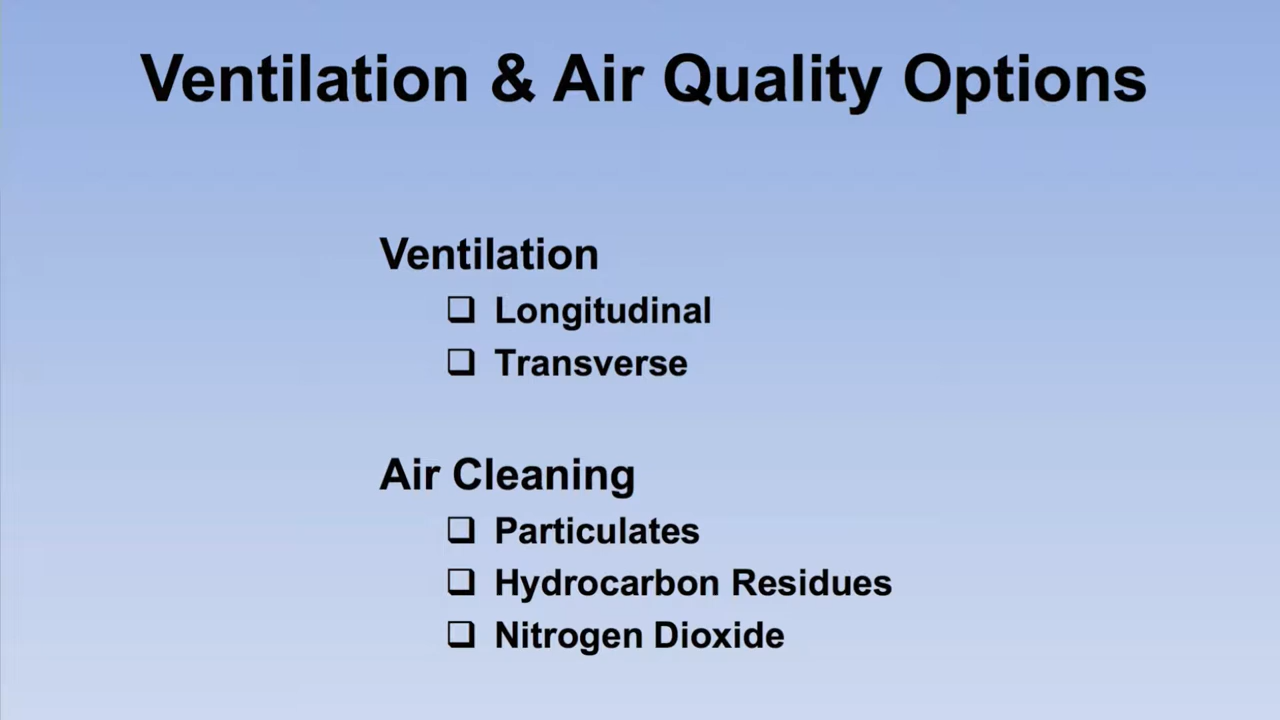 Ventilation & Air Quality Options
Ventilation
❑ Longitudinal
❑ Transverse
Air Cleaning
❑ Particulates
❑ Hydrocarbon Residues
❑ Nitrogen Dioxide